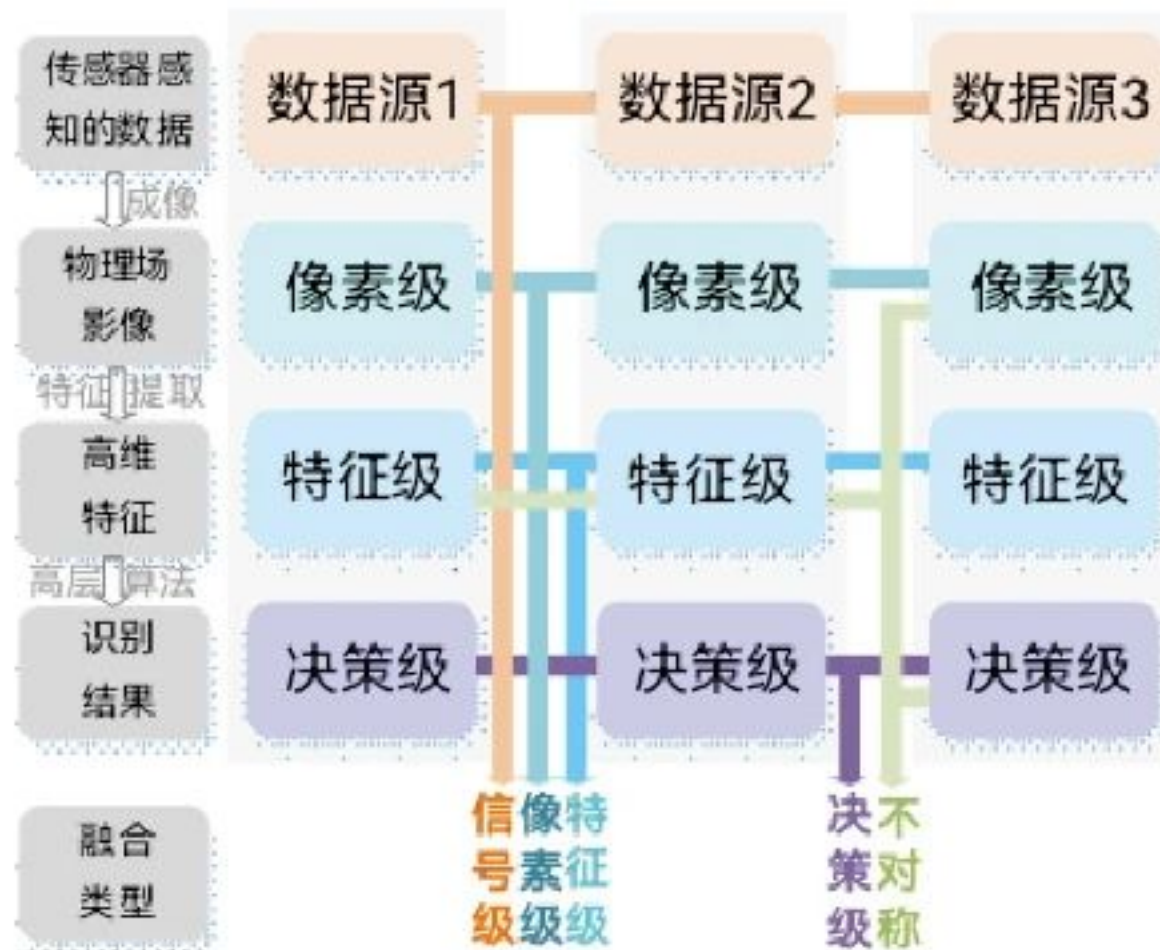 传感器感
知的数据
数据源1
数据源2
数据源3
成像
物理场
影像
像素级
像素级
像素级
特征提取
高维
特征
特征级
特征级
特征级
高层算法
识别
结果
决策级
决策级
决策级
融合
类型
信号级
像素级
特征级
决策级
不对称